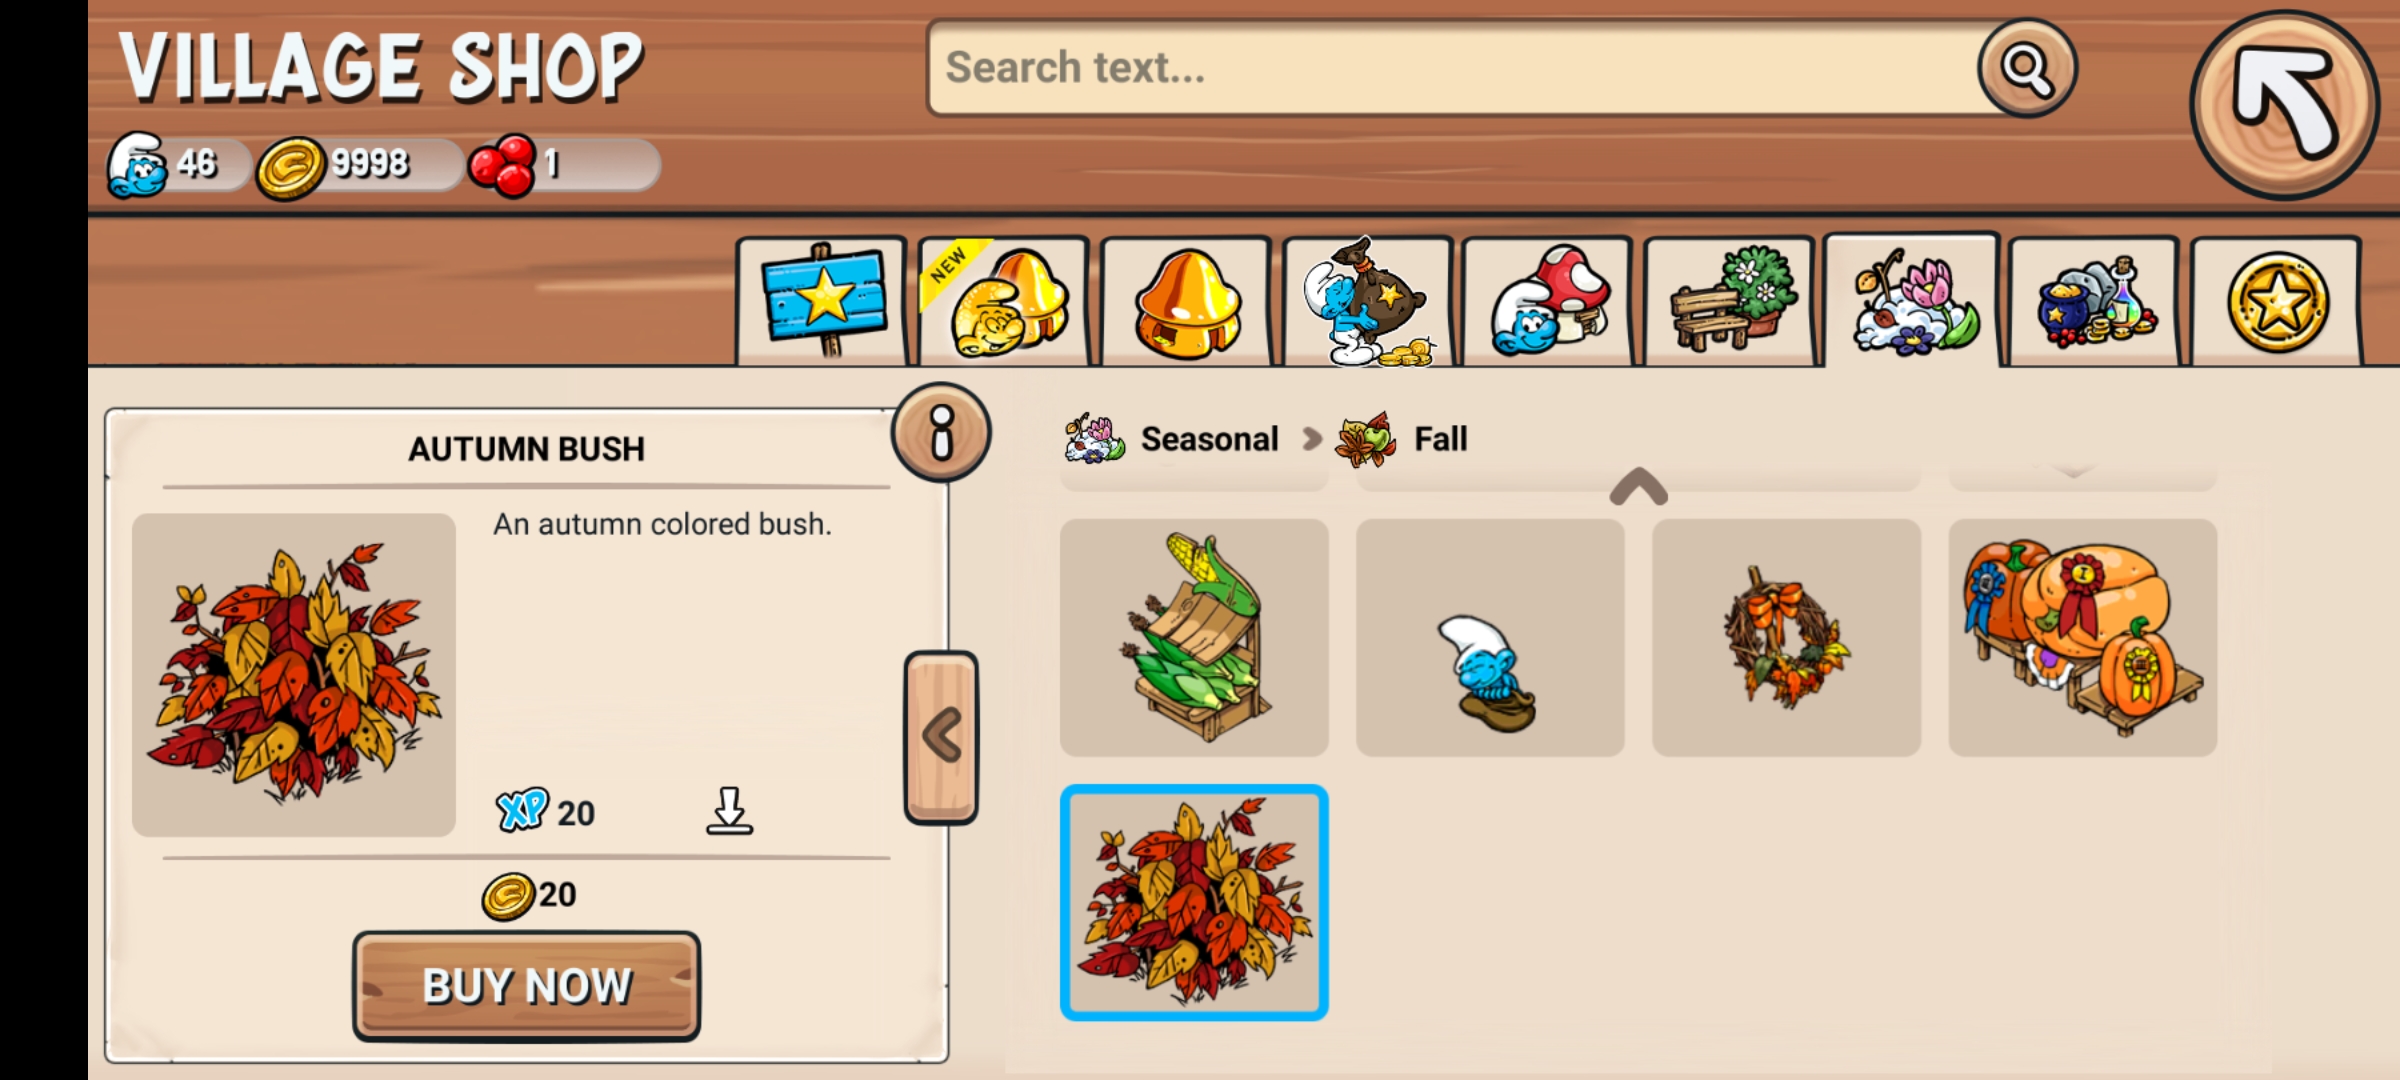 VILLAGE SHOP
Search text...
46
9998
1
NEW
AUTUMN BUSH
An autumn colored bush.
XP 20
20
BUY NOW
Seasonal
Fall